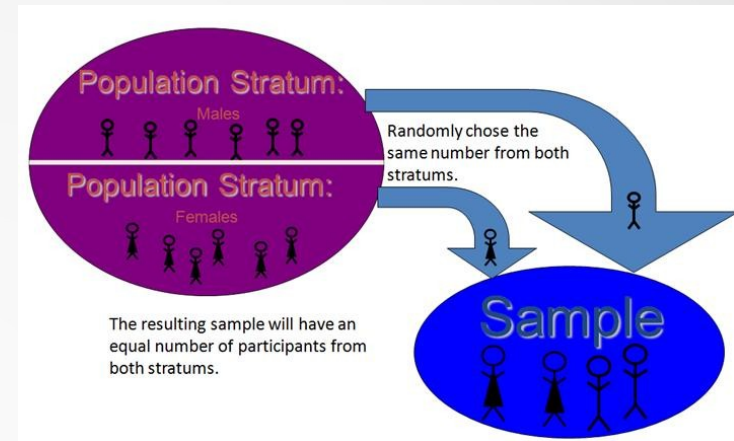 Population Stratum:
Males
Population Stratum:
Females
Randomly chose the
same number from both
stratums.
The resulting sample will have an
equal number of participants from
both stratums.
Sample